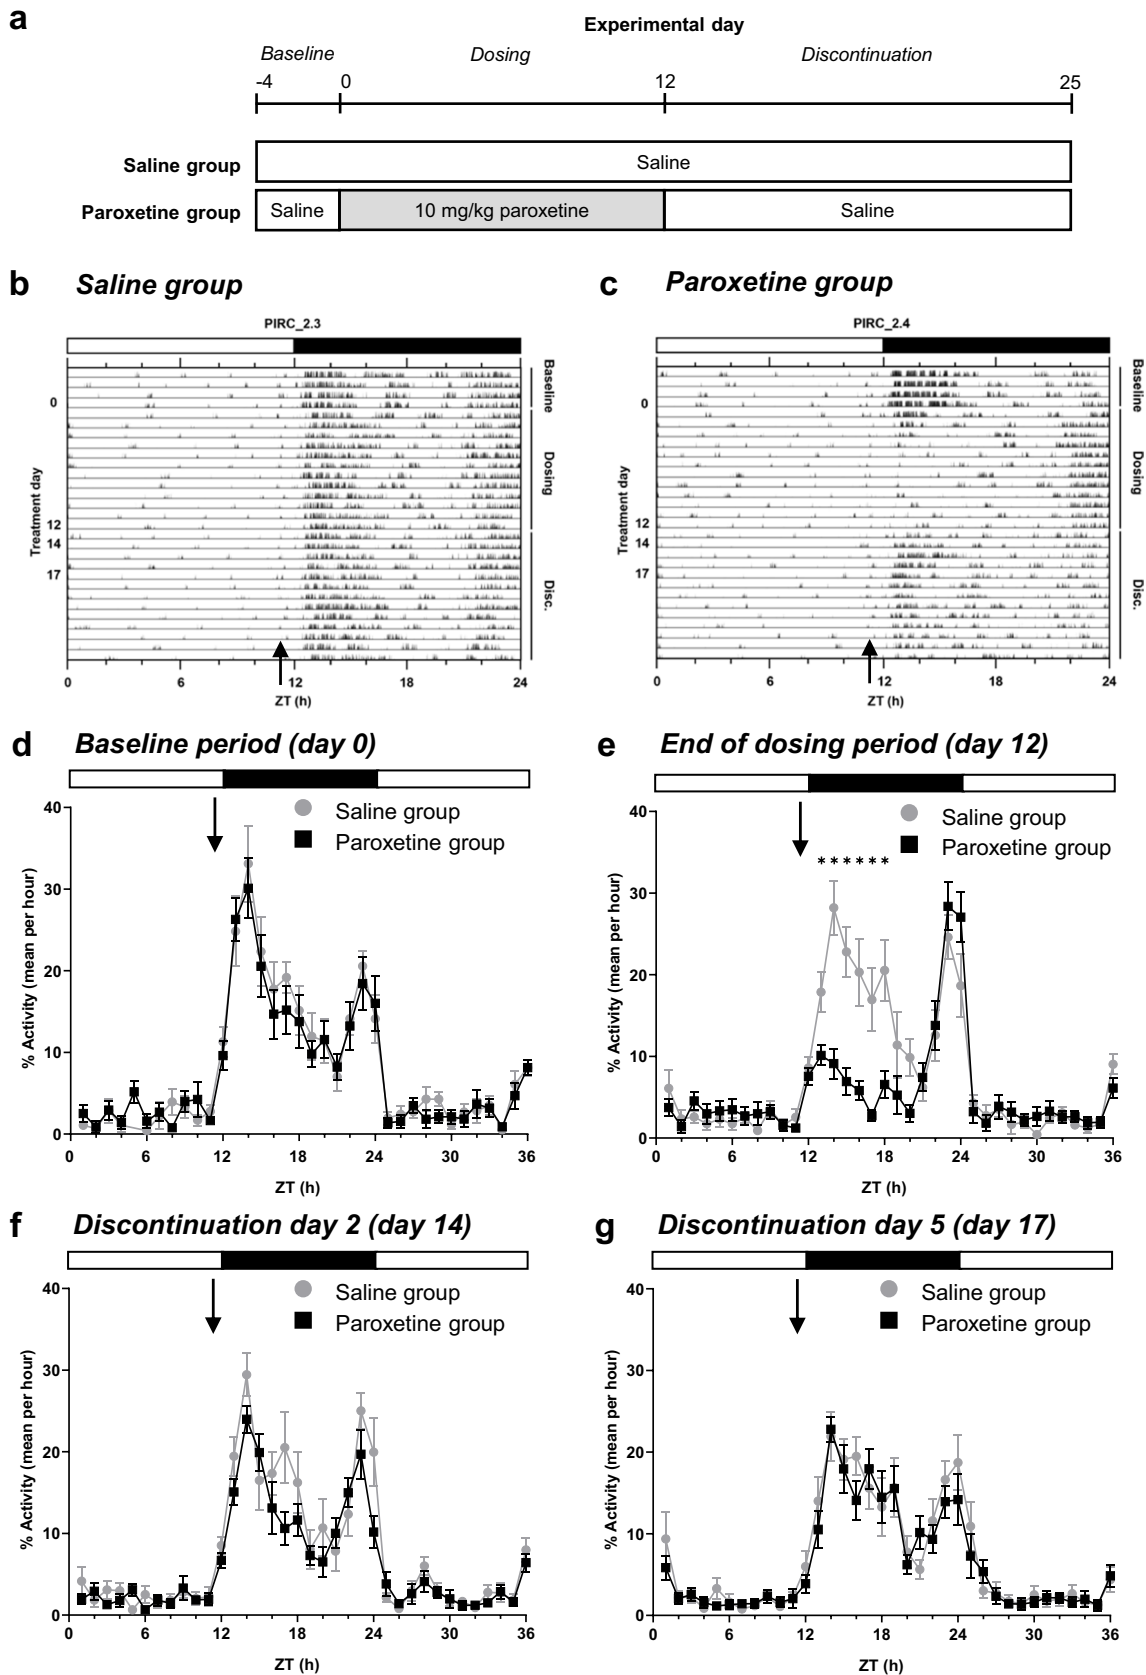 a
Experimental day
Baseline Dosing Discontinuation
-4 0 12 25
Saline group Saline
Paroxetine group Saline 10 mg/kg paroxetine Saline
b Saline group
PIRC_2.3
Baseline
Dosing
Disc.
Treatment day
0
12
14
17
0 6 12 18 24
ZT (h)
c Paroxetine group
PIRC_2.4
Baseline
Dosing
Disc.
Treatment day
0
12
14
17
0 6 12 18 24
ZT (h)
d Baseline period (day 0)
Saline group
Paroxetine group
% Activity (mean per hour)
40
30
20
10
0
0 6 12 18 24 30 36
ZT (h)
e End of dosing period (day 12)
Saline group
Paroxetine group
******
% Activity (mean per hour)
40
30
20
10
0
0 6 12 18 24 30 36
ZT (h)
f Discontinuation day 2 (day 14)
Saline group
Paroxetine group
% Activity (mean per hour)
40
30
20
10
0
0 6 12 18 24 30 36
ZT (h)
g Discontinuation day 5 (day 17)
Saline group
Paroxetine group
% Activity (mean per hour)
40
30
20
10
0
0 6 12 18 24 30 36
ZT (h)